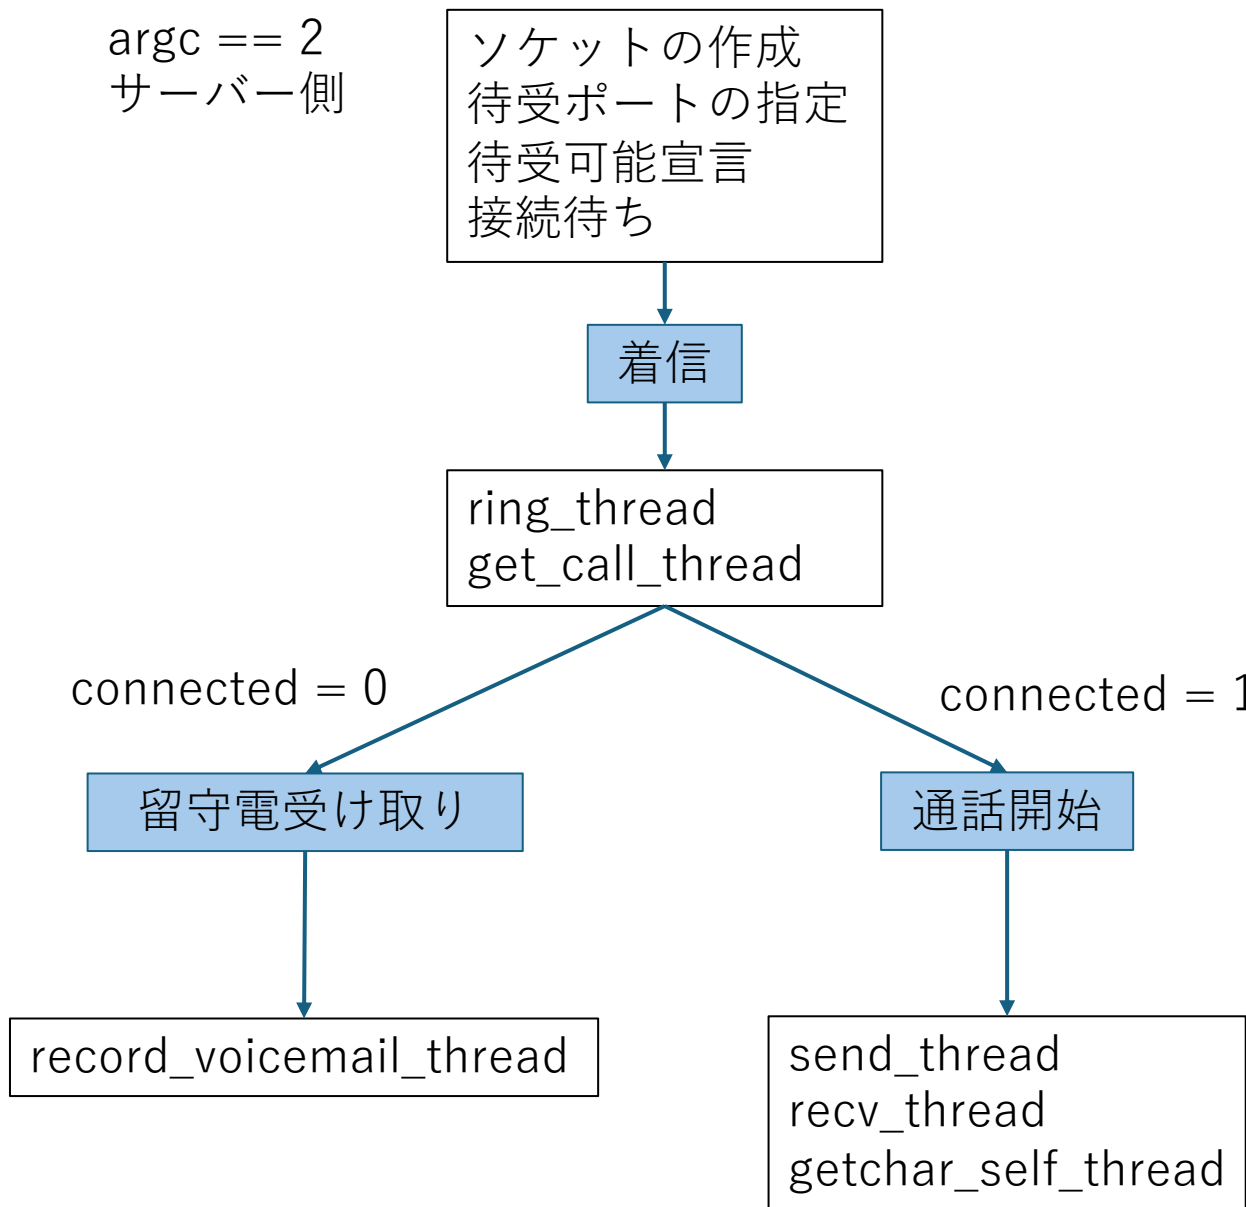 argc == 2
サーバー側
ソケットの作成
待受ポートの指定
待受可能宣言
接続待ち
着信
ring_thread
get_call_thread
connected = 0
connected = 1
留守電受け取り
通話開始
record_voicemail_thread
send_thread
recv_thread
getchar_self_thread